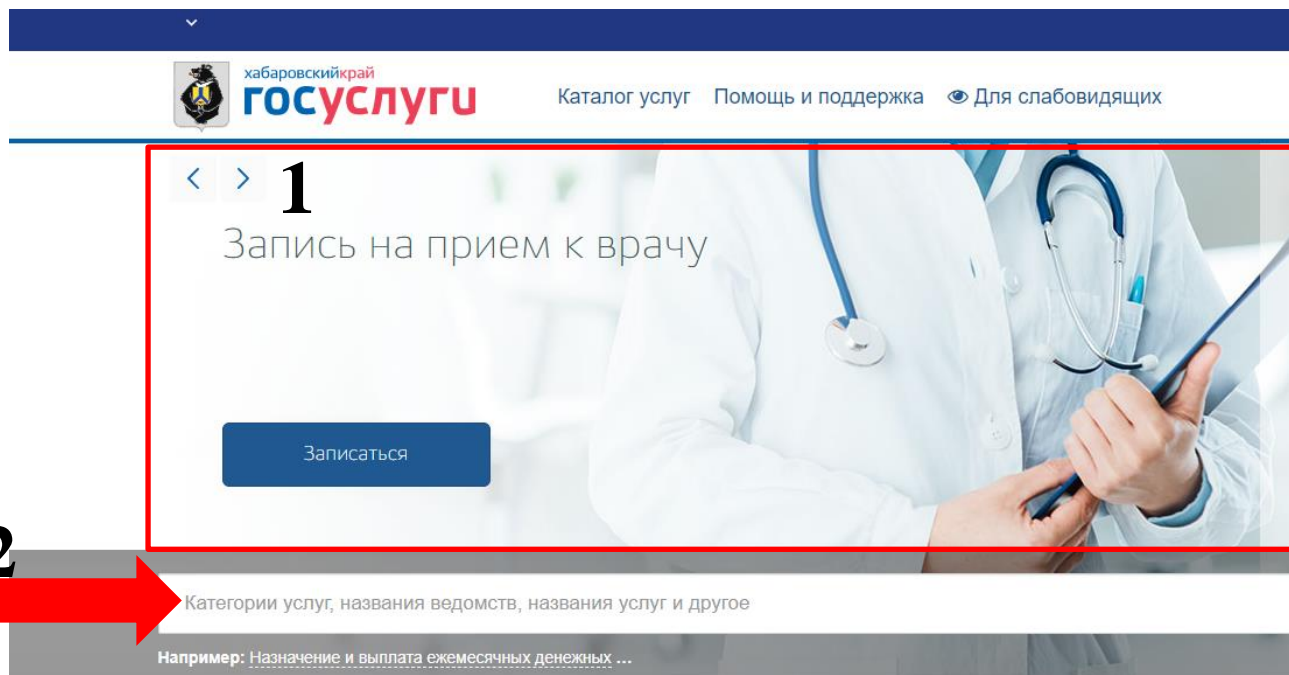 хабаровскийкрай
госуслуги
Каталог услуг Помощь и поддержка Для слабовидящих
1
Запись на прием к врачу
Записаться
2
Категории услуг, названия ведомств, названия услуг и другое
Например: Назначение и выплата ежемесячных денежных ...